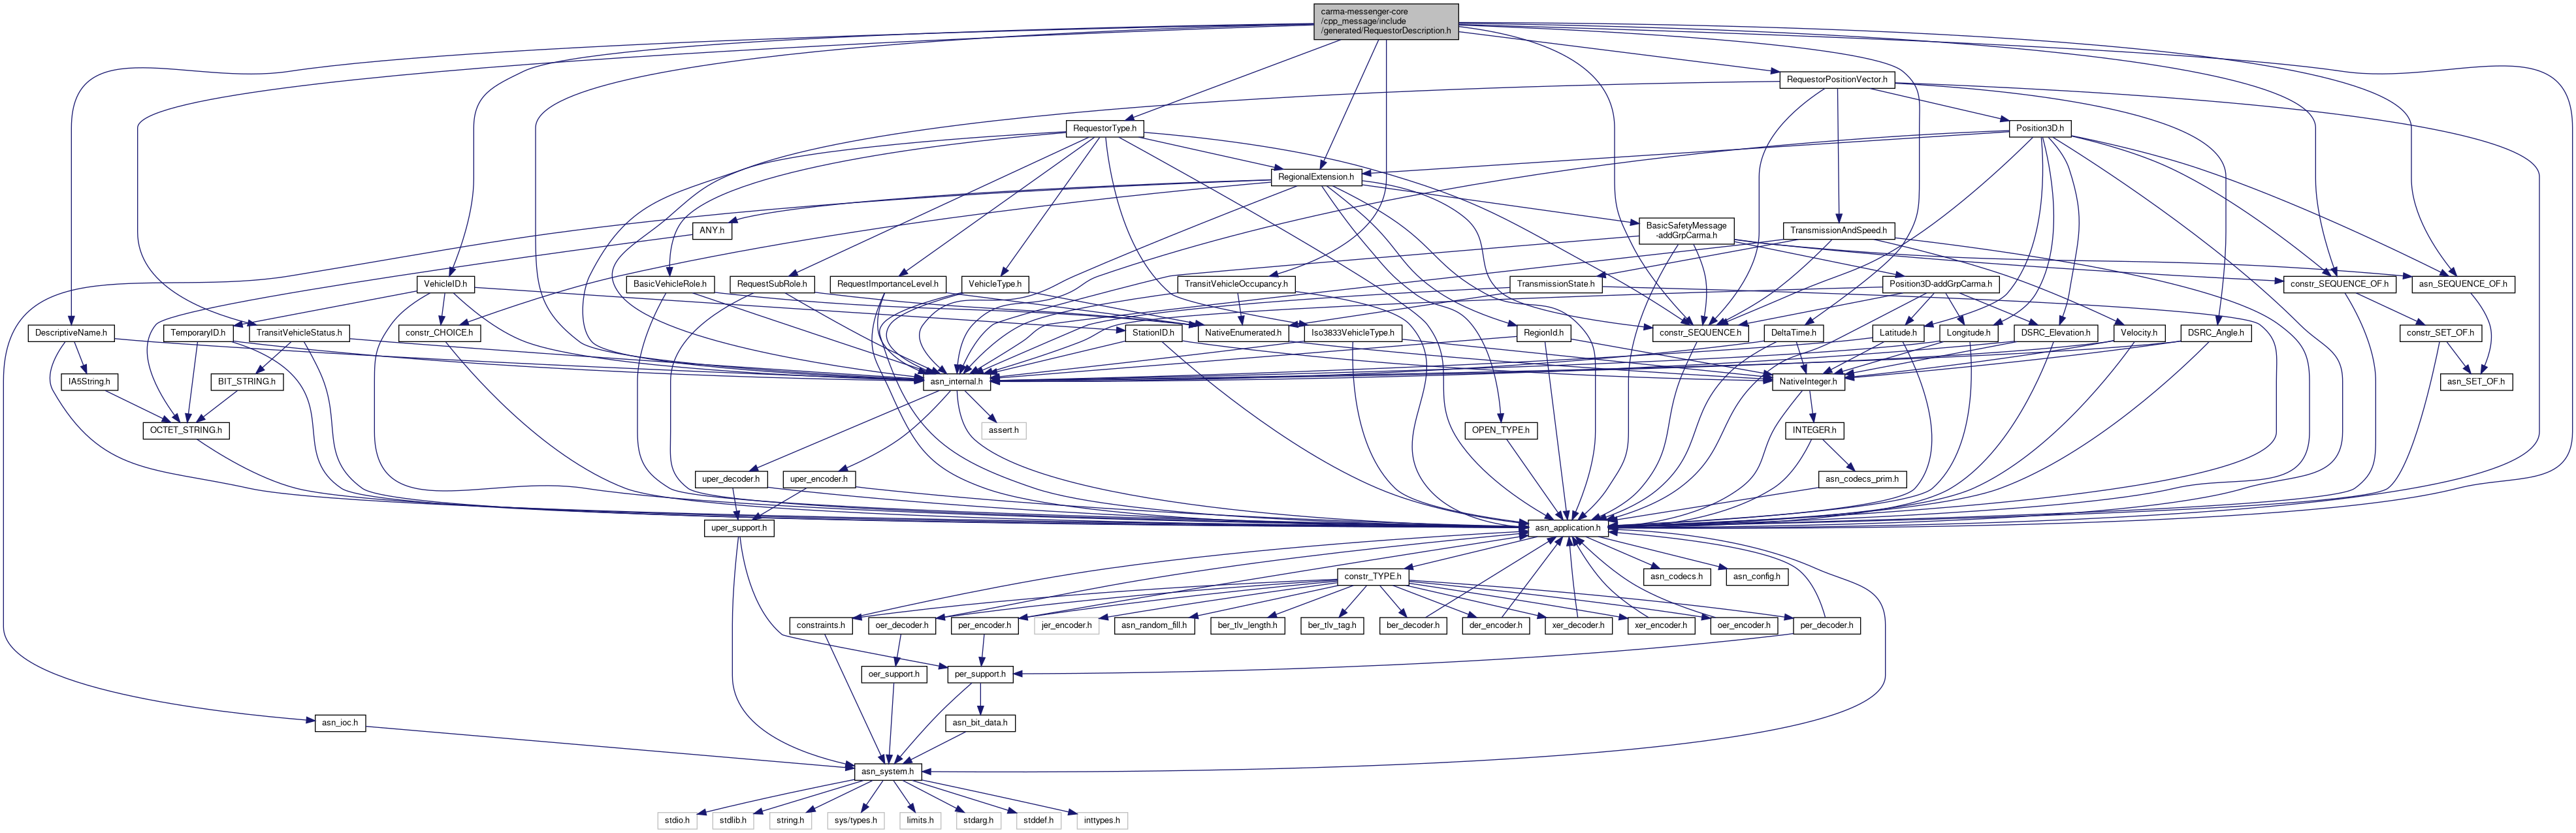 carma-messenger-core
/cpp_message/include
/generated/RequestorDescription.h
RequestorPositionVector.h
RequestorType.h
Position3D.h
RegionalExtension.h
ANY.h
BasicSafetyMessage
-addGrpCarma.h
TransmissionAndSpeed.h
VehicleID.h
BasicVehicleRole.h
RequestSubRole.h
RequestImportanceLevel.h
VehicleType.h
TransitVehicleOccupancy.h
TransmissionState.h
Position3D-addGrpCarma.h
constr_SEQUENCE_OF.h
asn_SEQUENCE_OF.h
DescriptiveName.h
TemporaryID.h
TransitVehicleStatus.h
constr_CHOICE.h
StationID.h
NativeEnumerated.h
Iso3833VehicleType.h
RegionId.h
constr_SEQUENCE.h
DeltaTime.h
Latitude.h
Longitude.h
DSRC_Elevation.h
Velocity.h
DSRC_Angle.h
constr_SET_OF.h
IA5String.h
BIT_STRING.h
asn_internal.h
NativeInteger.h
asn_SET_OF.h
OCTET_STRING.h
assert.h
OPEN_TYPE.h
INTEGER.h
uper_decoder.h
uper_encoder.h
asn_codecs_prim.h
uper_support.h
asn_application.h
constr_TYPE.h
asn_codecs.h
asn_config.h
constraints.h
oer_decoder.h
per_encoder.h
jer_encoder.h
asn_random_fill.h
ber_tlv_length.h
ber_tlv_tag.h
ber_decoder.h
der_encoder.h
xer_decoder.h
xer_encoder.h
oer_encoder.h
per_decoder.h
oer_support.h
per_support.h
asn_ioc.h
asn_bit_data.h
asn_system.h
stdio.h
stdlib.h
string.h
sys/types.h
limits.h
stdarg.h
stddef.h
inttypes.h